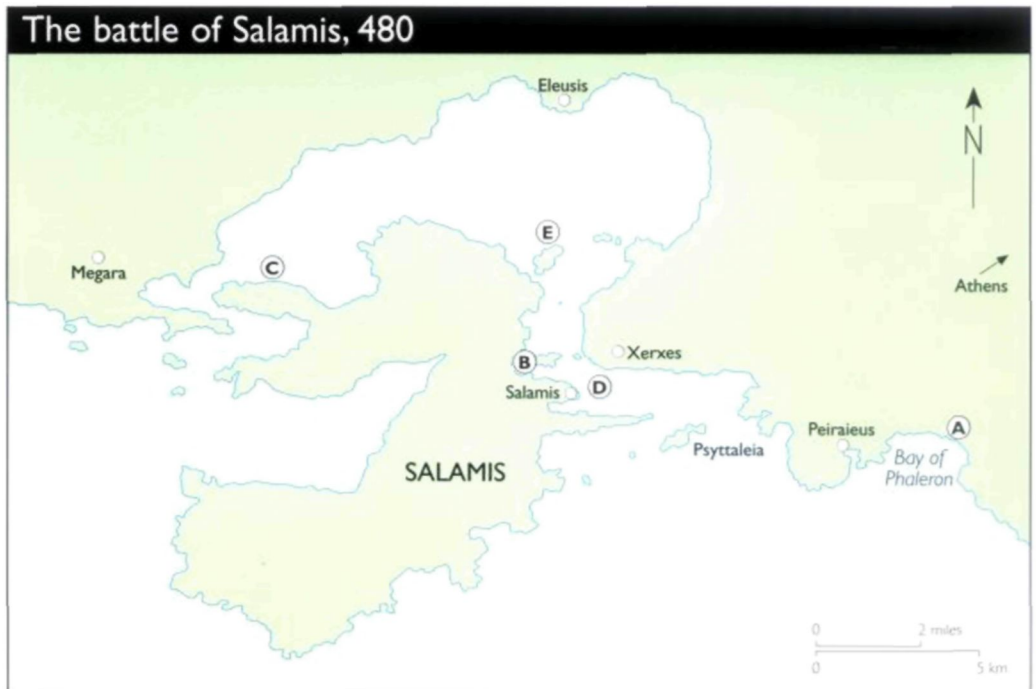 The battle of Salamis, 480
Eleusis
N
E
Megara
C
Athens
Xerxes
B
Salamis
D
Peiraieus
A
Psyttaleia
Bay of
Phaleron
SALAMIS
0 2 miles
0 5 km